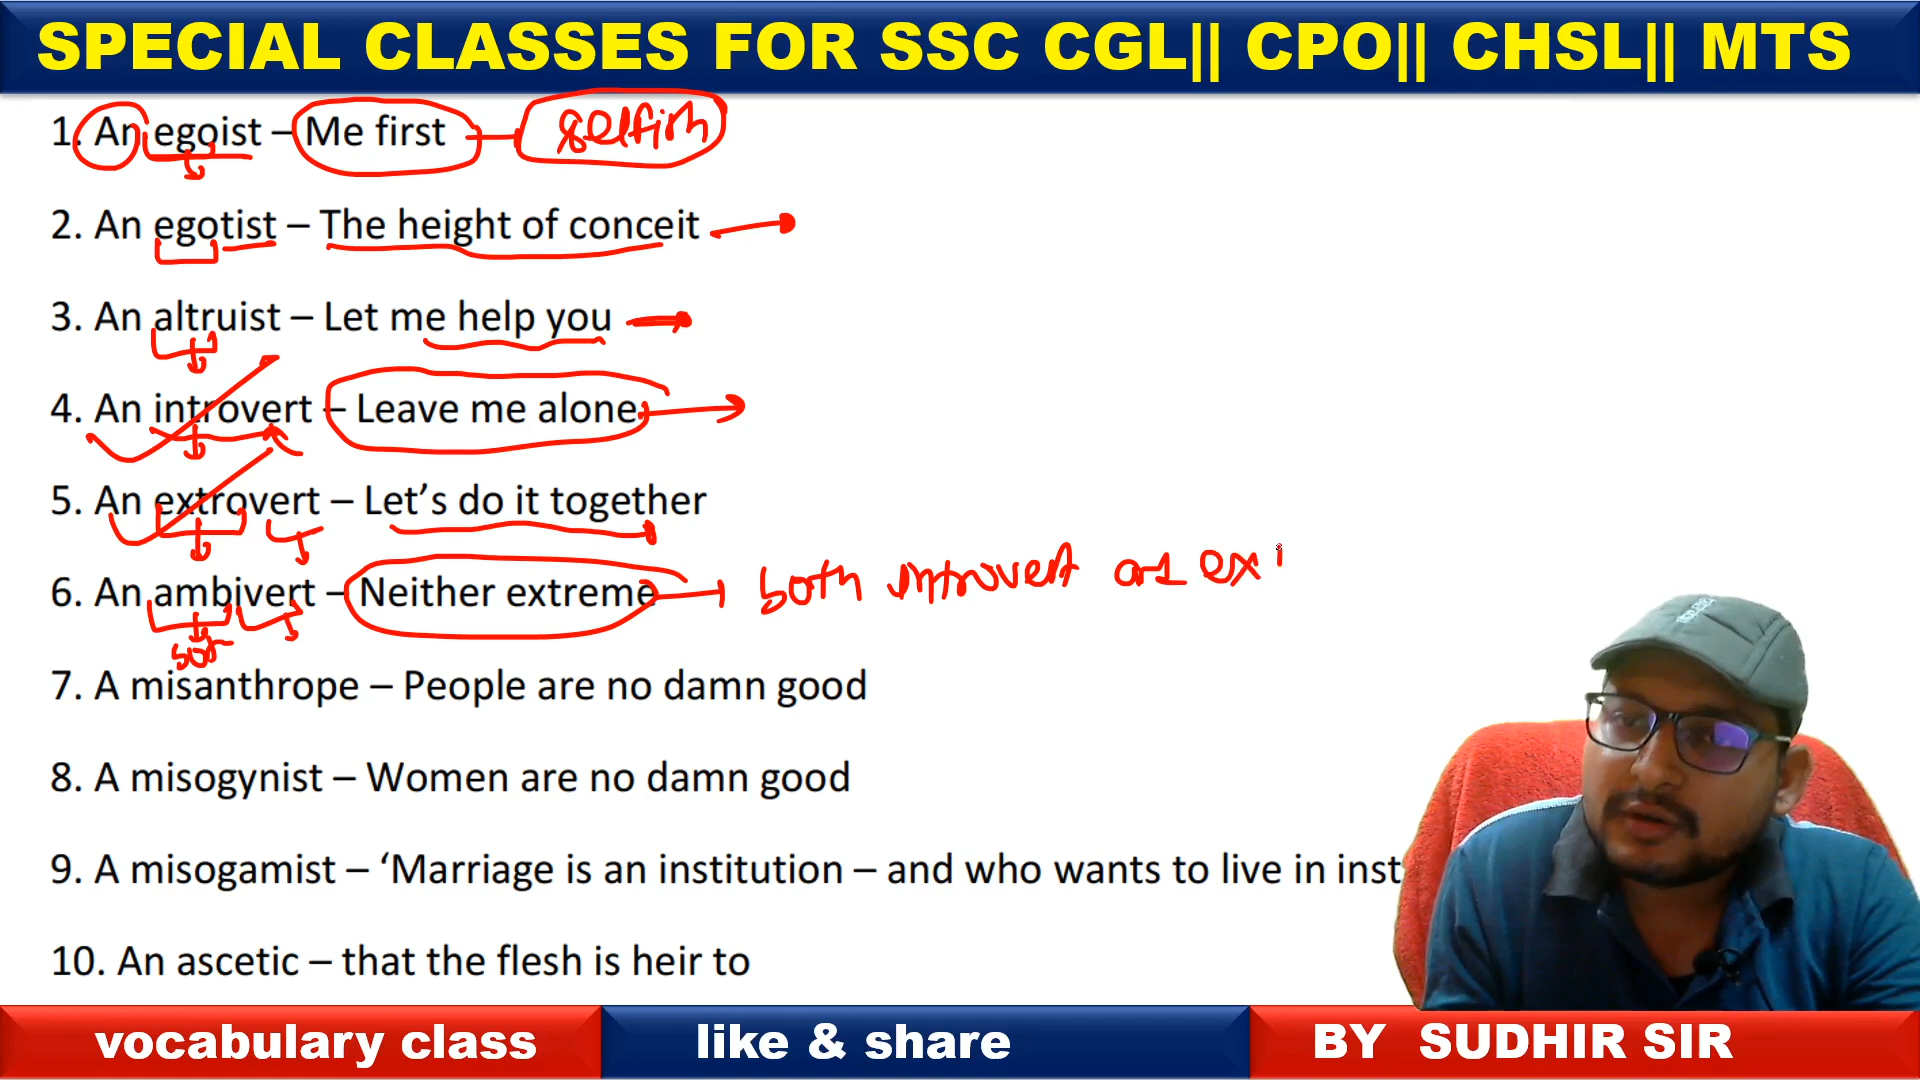 SPECIAL CLASSES FOR SSC CGL|| CPO|| CHSL|| MTS
1. An egoist – Me first selfish
2. An egotist – The height of conceit
3. An altruist – Let me help you
4. An introvert – Leave me alone
5. An extrovert – Let’s do it together
6. An ambivert – Neither extreme both introvert and ex
7. A misanthrope – People are no damn good
8. A misogynist – Women are no damn good
9. A misogamist – ‘Marriage is an institution – and who wants to live in inst
10. An ascetic – that the flesh is heir to
vocabulary class like & share BY SUDHIR SIR